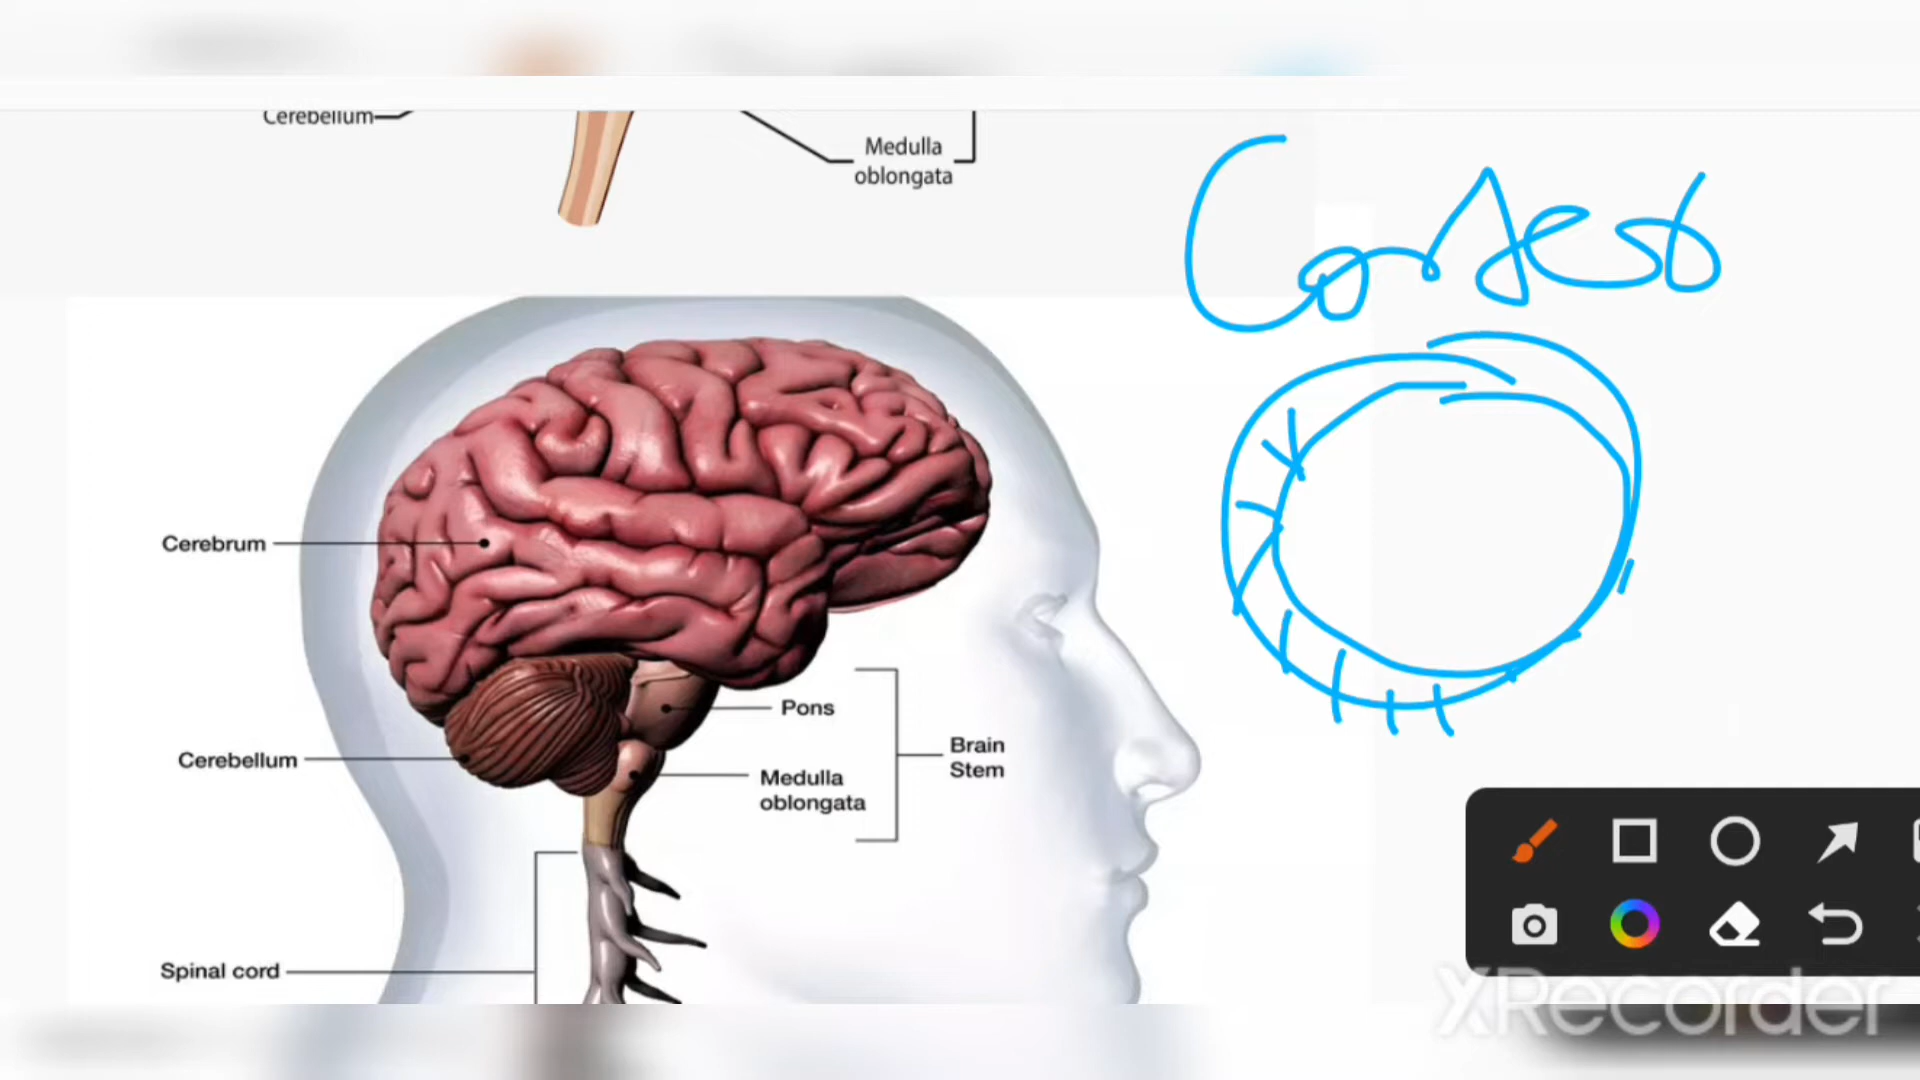 Cerebellum
Medulla
oblongata
Cortex
Cerebrum
Pons
Cerebellum
Brain
Stem
Medulla
oblongata
Spinal cord
XRecorder